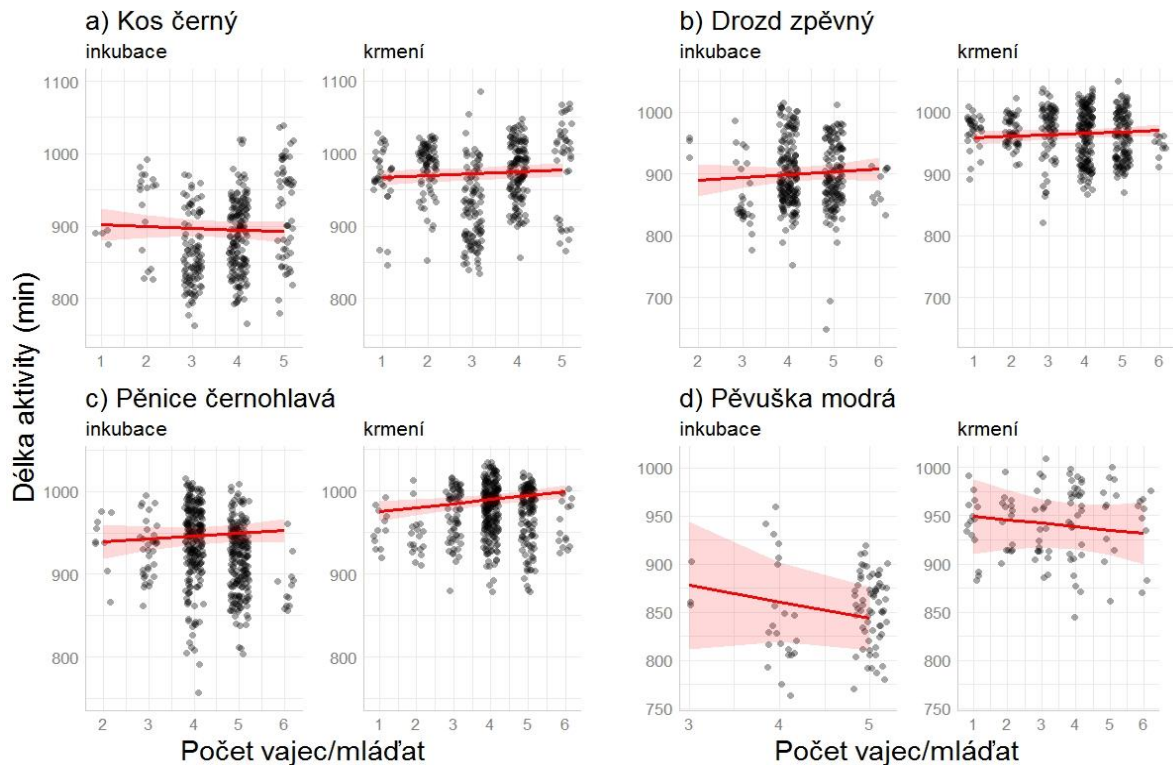 a) Kos černý
inkubace
krmení
1100
1000
900
800
1 2 3 4 5
1100
1000
900
800
1 2 3 4 5
b) Drozd zpěvný
inkubace
krmení
1000
900
800
700
2 3 4 5 6
1000
900
800
700
1 2 3 4 5 6
Délka aktivity (min)
c) Pěnice černohlavá
inkubace
krmení
1000
900
800
2 3 4 5 6
1000
900
800
1 2 3 4 5 6
Počet vajec/mláďat
d) Pěvuška modrá
inkubace
krmení
1000
950
900
850
800
750
3 4 5
1000
950
900
850
800
750
1 2 3 4 5 6
Počet vajec/mláďat